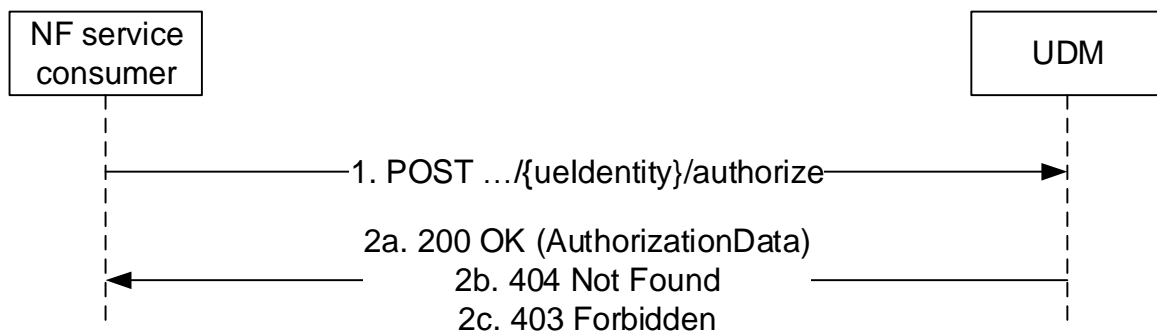 NF service
consumer
UDM
1. POST …/{ueIdentity}/authorize
2a. 200 OK (AuthorizationData)
2b. 404 Not Found
2c. 403 Forbidden